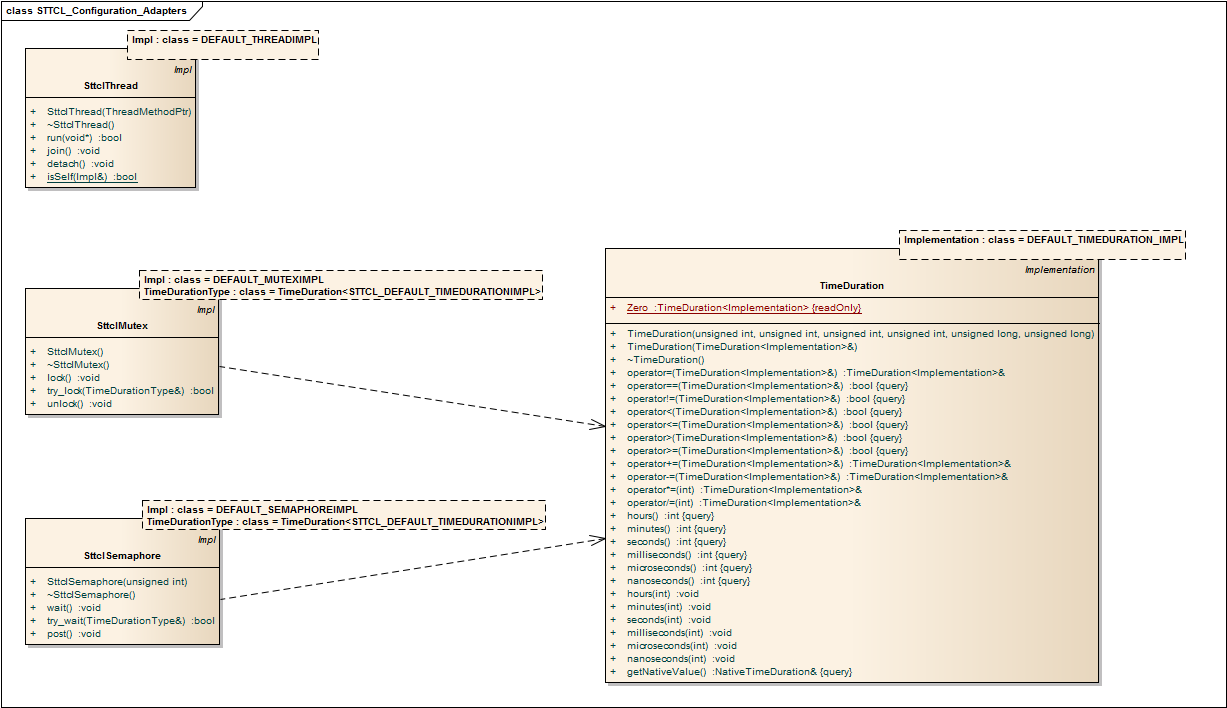 class STTCL_Configuration_Adapters
Impl : class = DEFAULT_THREADIMPL
Impl
SttclThread
+ SttclThread(ThreadMethodPtr)
+ ~SttclThread()
+ run(void*) :bool
+ join() :void
+ detach() :void
+ isSelf(Impl&) :bool
Impl : class = DEFAULT_MUTEXIMPL
TimeDurationType : class = TimeDuration<STTCL_DEFAULT_TIMEDURATIONIMPL>
Impl
SttclMutex
+ SttclMutex()
+ ~SttclMutex()
+ lock() :void
+ try_lock(TimeDurationType&) :bool
+ unlock() :void
Impl : class = DEFAULT_SEMAPHOREIMPL
TimeDurationType : class = TimeDuration<STTCL_DEFAULT_TIMEDURATIONIMPL>
Impl
SttclSemaphore
+ SttclSemaphore(unsigned int)
+ ~SttclSemaphore()
+ wait() :void
+ try_wait(TimeDurationType&) :bool
+ post() :void
Implementation : class = DEFAULT_TIMEDURATION_IMPL
Implementation
TimeDuration
+ Zero :TimeDuration<Implementation> {readOnly}
+ TimeDuration(unsigned int, unsigned int, unsigned int, unsigned int, unsigned long, unsigned long)
+ TimeDuration(TimeDuration<Implementation>&)
+ ~TimeDuration()
+ operator=(TimeDuration<Implementation>&) :TimeDuration<Implementation>&
+ operator==(TimeDuration<Implementation>&) :bool {query}
+ operator!=(TimeDuration<Implementation>&) :bool {query}
+ operator<(TimeDuration<Implementation>&) :bool {query}
+ operator<=(TimeDuration<Implementation>&) :bool {query}
+ operator>(TimeDuration<Implementation>&) :bool {query}
+ operator>=(TimeDuration<Implementation>&) :bool {query}
+ operator+=(TimeDuration<Implementation>&) :TimeDuration<Implementation>&
+ operator-=(TimeDuration<Implementation>&) :TimeDuration<Implementation>&
+ operator*=(int) :TimeDuration<Implementation>&
+ operator/=(int) :TimeDuration<Implementation>&
+ hours() :int {query}
+ minutes() :int {query}
+ seconds() :int {query}
+ milliseconds() :int {query}
+ microseconds() :int {query}
+ nanoseconds() :int {query}
+ hours(int) :void
+ minutes(int) :void
+ seconds(int) :void
+ milliseconds(int) :void
+ microseconds(int) :void
+ nanoseconds(int) :void
+ getNativeValue() :NativeTimeDuration& {query}